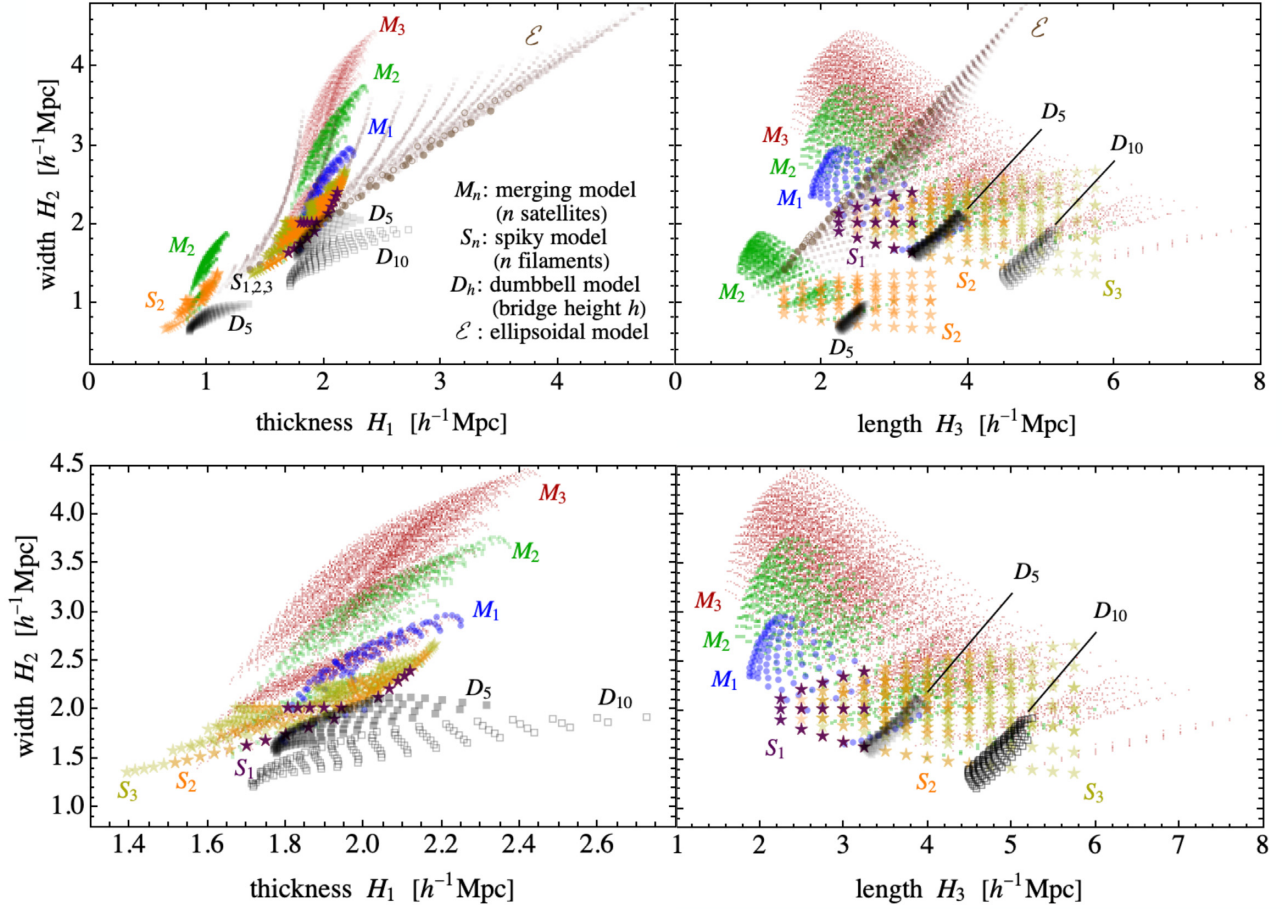 width H₂ [h⁻¹Mpc]
4
3
2
1
M₃
M₂
M₁
ℰ
D₅
D₁₀
S₁,₂,₃
M₂
S₂
D₅
Mₙ: merging model
(n satellites)
Sₙ: spiky model
(n filaments)
Dₕ: dumbbell model
(bridge height h)
ℰ : ellipsoidal model
0 1 2 3 4
thickness H₁ [h⁻¹Mpc]
ℰ
D₅
D₁₀
M₃
M₂
M₁
S₁
S₂
S₃
M₂
S₂
D₅
0 2 4 6 8
length H₃ [h⁻¹Mpc]
width H₂ [h⁻¹Mpc]
4.5
4.0
3.5
3.0
2.5
2.0
1.5
1.0
M₃
M₂
M₁
D₅
D₁₀
S₁
S₂
S₃
1.4 1.6 1.8 2.0 2.2 2.4 2.6
thickness H₁ [h⁻¹Mpc]
D₅
D₁₀
M₃
M₂
M₁
S₁
S₂
S₃
1 2 3 4 5 6 7 8
length H₃ [h⁻¹Mpc]